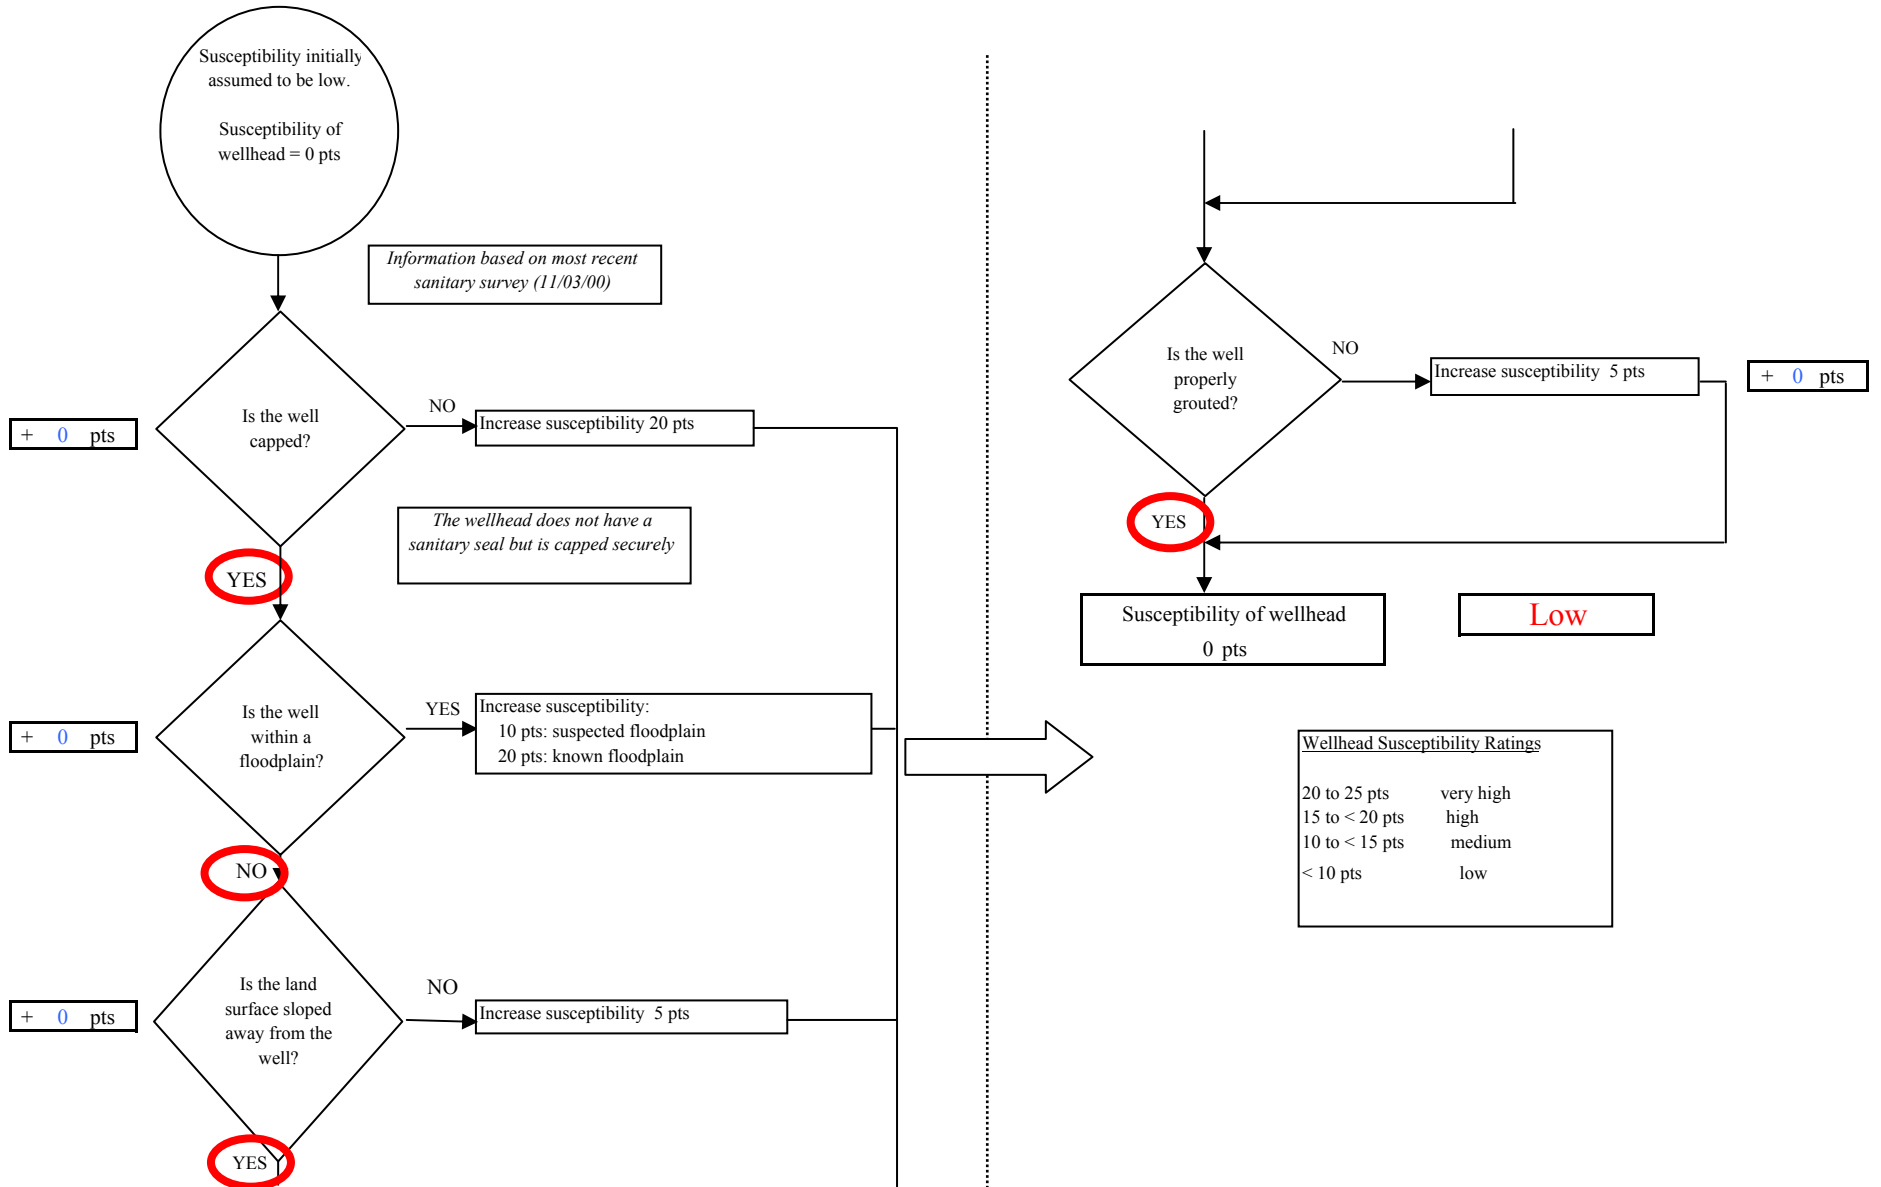 Susceptibility initially
assumed to be low.
Susceptibility of
wellhead = 0 pts
Information based on most recent
sanitary survey (11/03/00)
Is the well
capped?
+ 0 pts
NO
Increase susceptibility 20 pts
The wellhead does not have a
sanitary seal but is capped securely
YES
Is the well
within a
floodplain?
+ 0 pts
YES
Increase susceptibility:
10 pts: suspected floodplain
20 pts: known floodplain
NO
Is the land
surface sloped
away from the
well?
+ 0 pts
NO
Increase susceptibility 5 pts
YES
Is the well
properly
grouted?
NO
Increase susceptibility 5 pts
+ 0 pts
YES
Susceptibility of wellhead
0 pts
Low
Wellhead Susceptibility Ratings
20 to 25 pts very high
15 to < 20 pts high
10 to < 15 pts medium
< 10 pts low